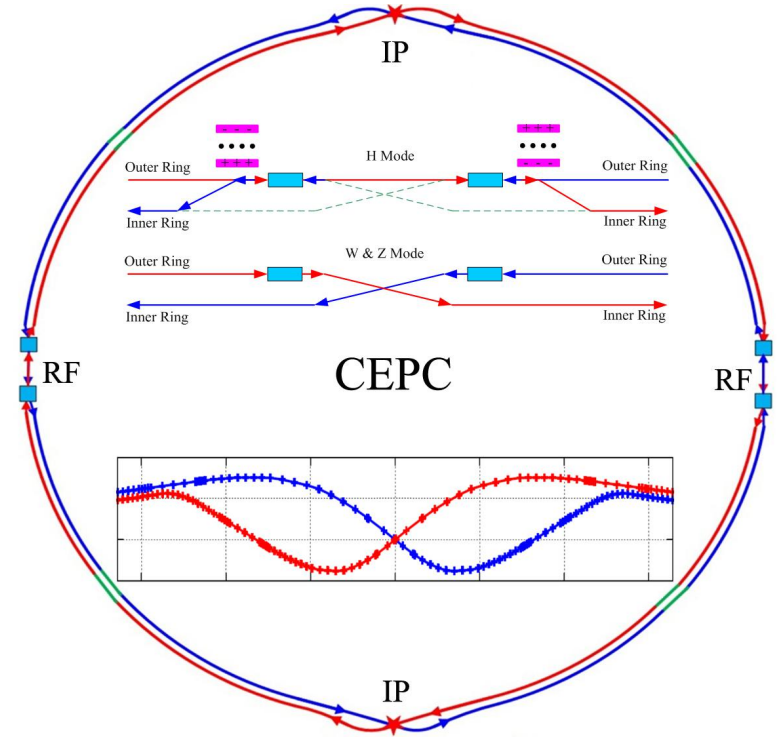 IP
- - -
+ + +
H Mode
Outer Ring
Outer Ring
+ + +
- - -
Inner Ring
Inner Ring
W & Z Mode
Outer Ring
Outer Ring
Inner Ring
Inner Ring
RF
CEPC
RF
IP